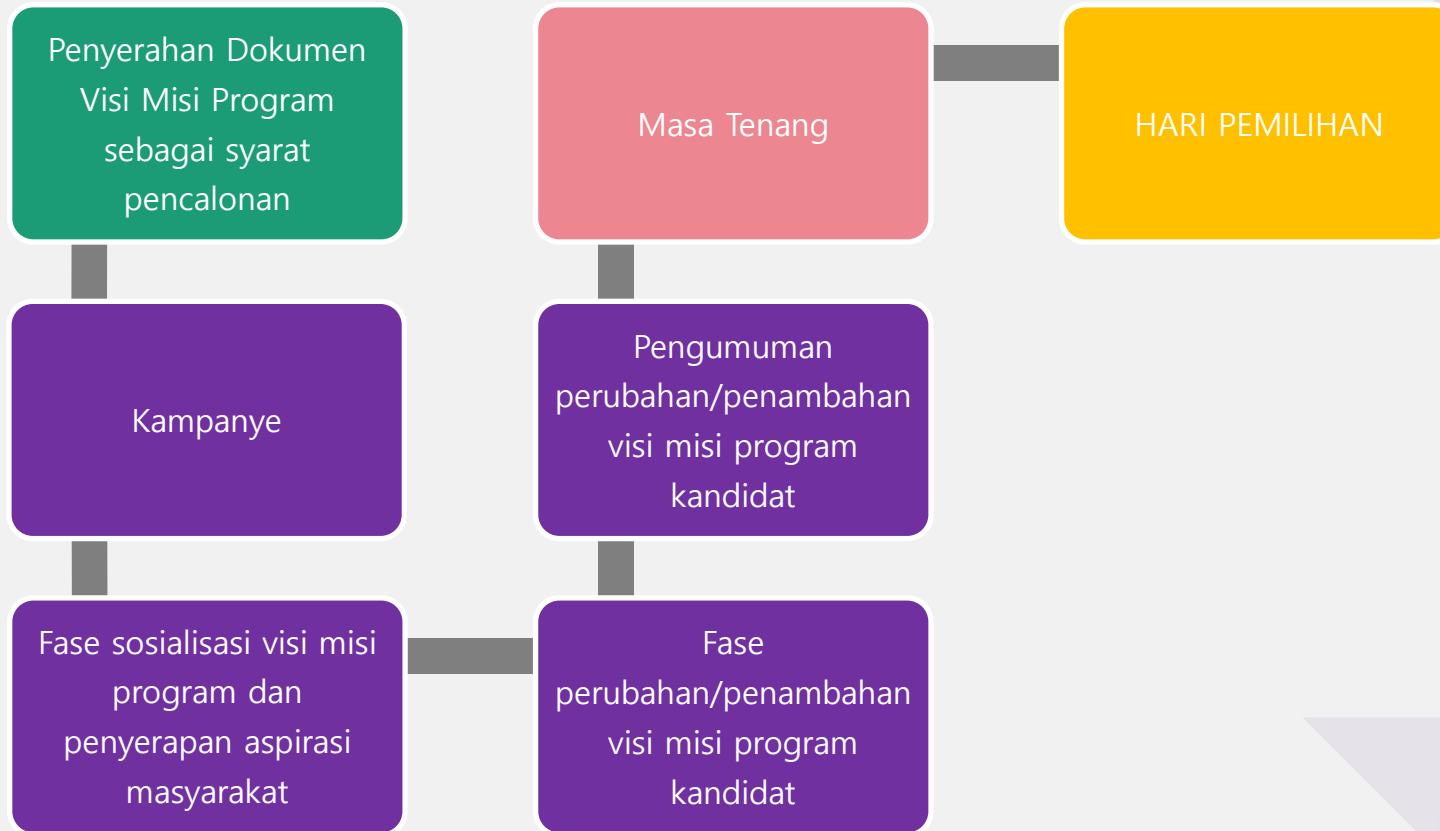 Penyerahan Dokumen
Visi Misi Program
sebagai syarat
pencalonan
Kampanye
Fase sosialisasi visi misi
program dan
penyerapan aspirasi
masyarakat
Fase
perubahan/penambahan
visi misi program
kandidat
Pengumuman
perubahan/penambahan
visi misi program
kandidat
Masa Tenang
HARI PEMILIHAN